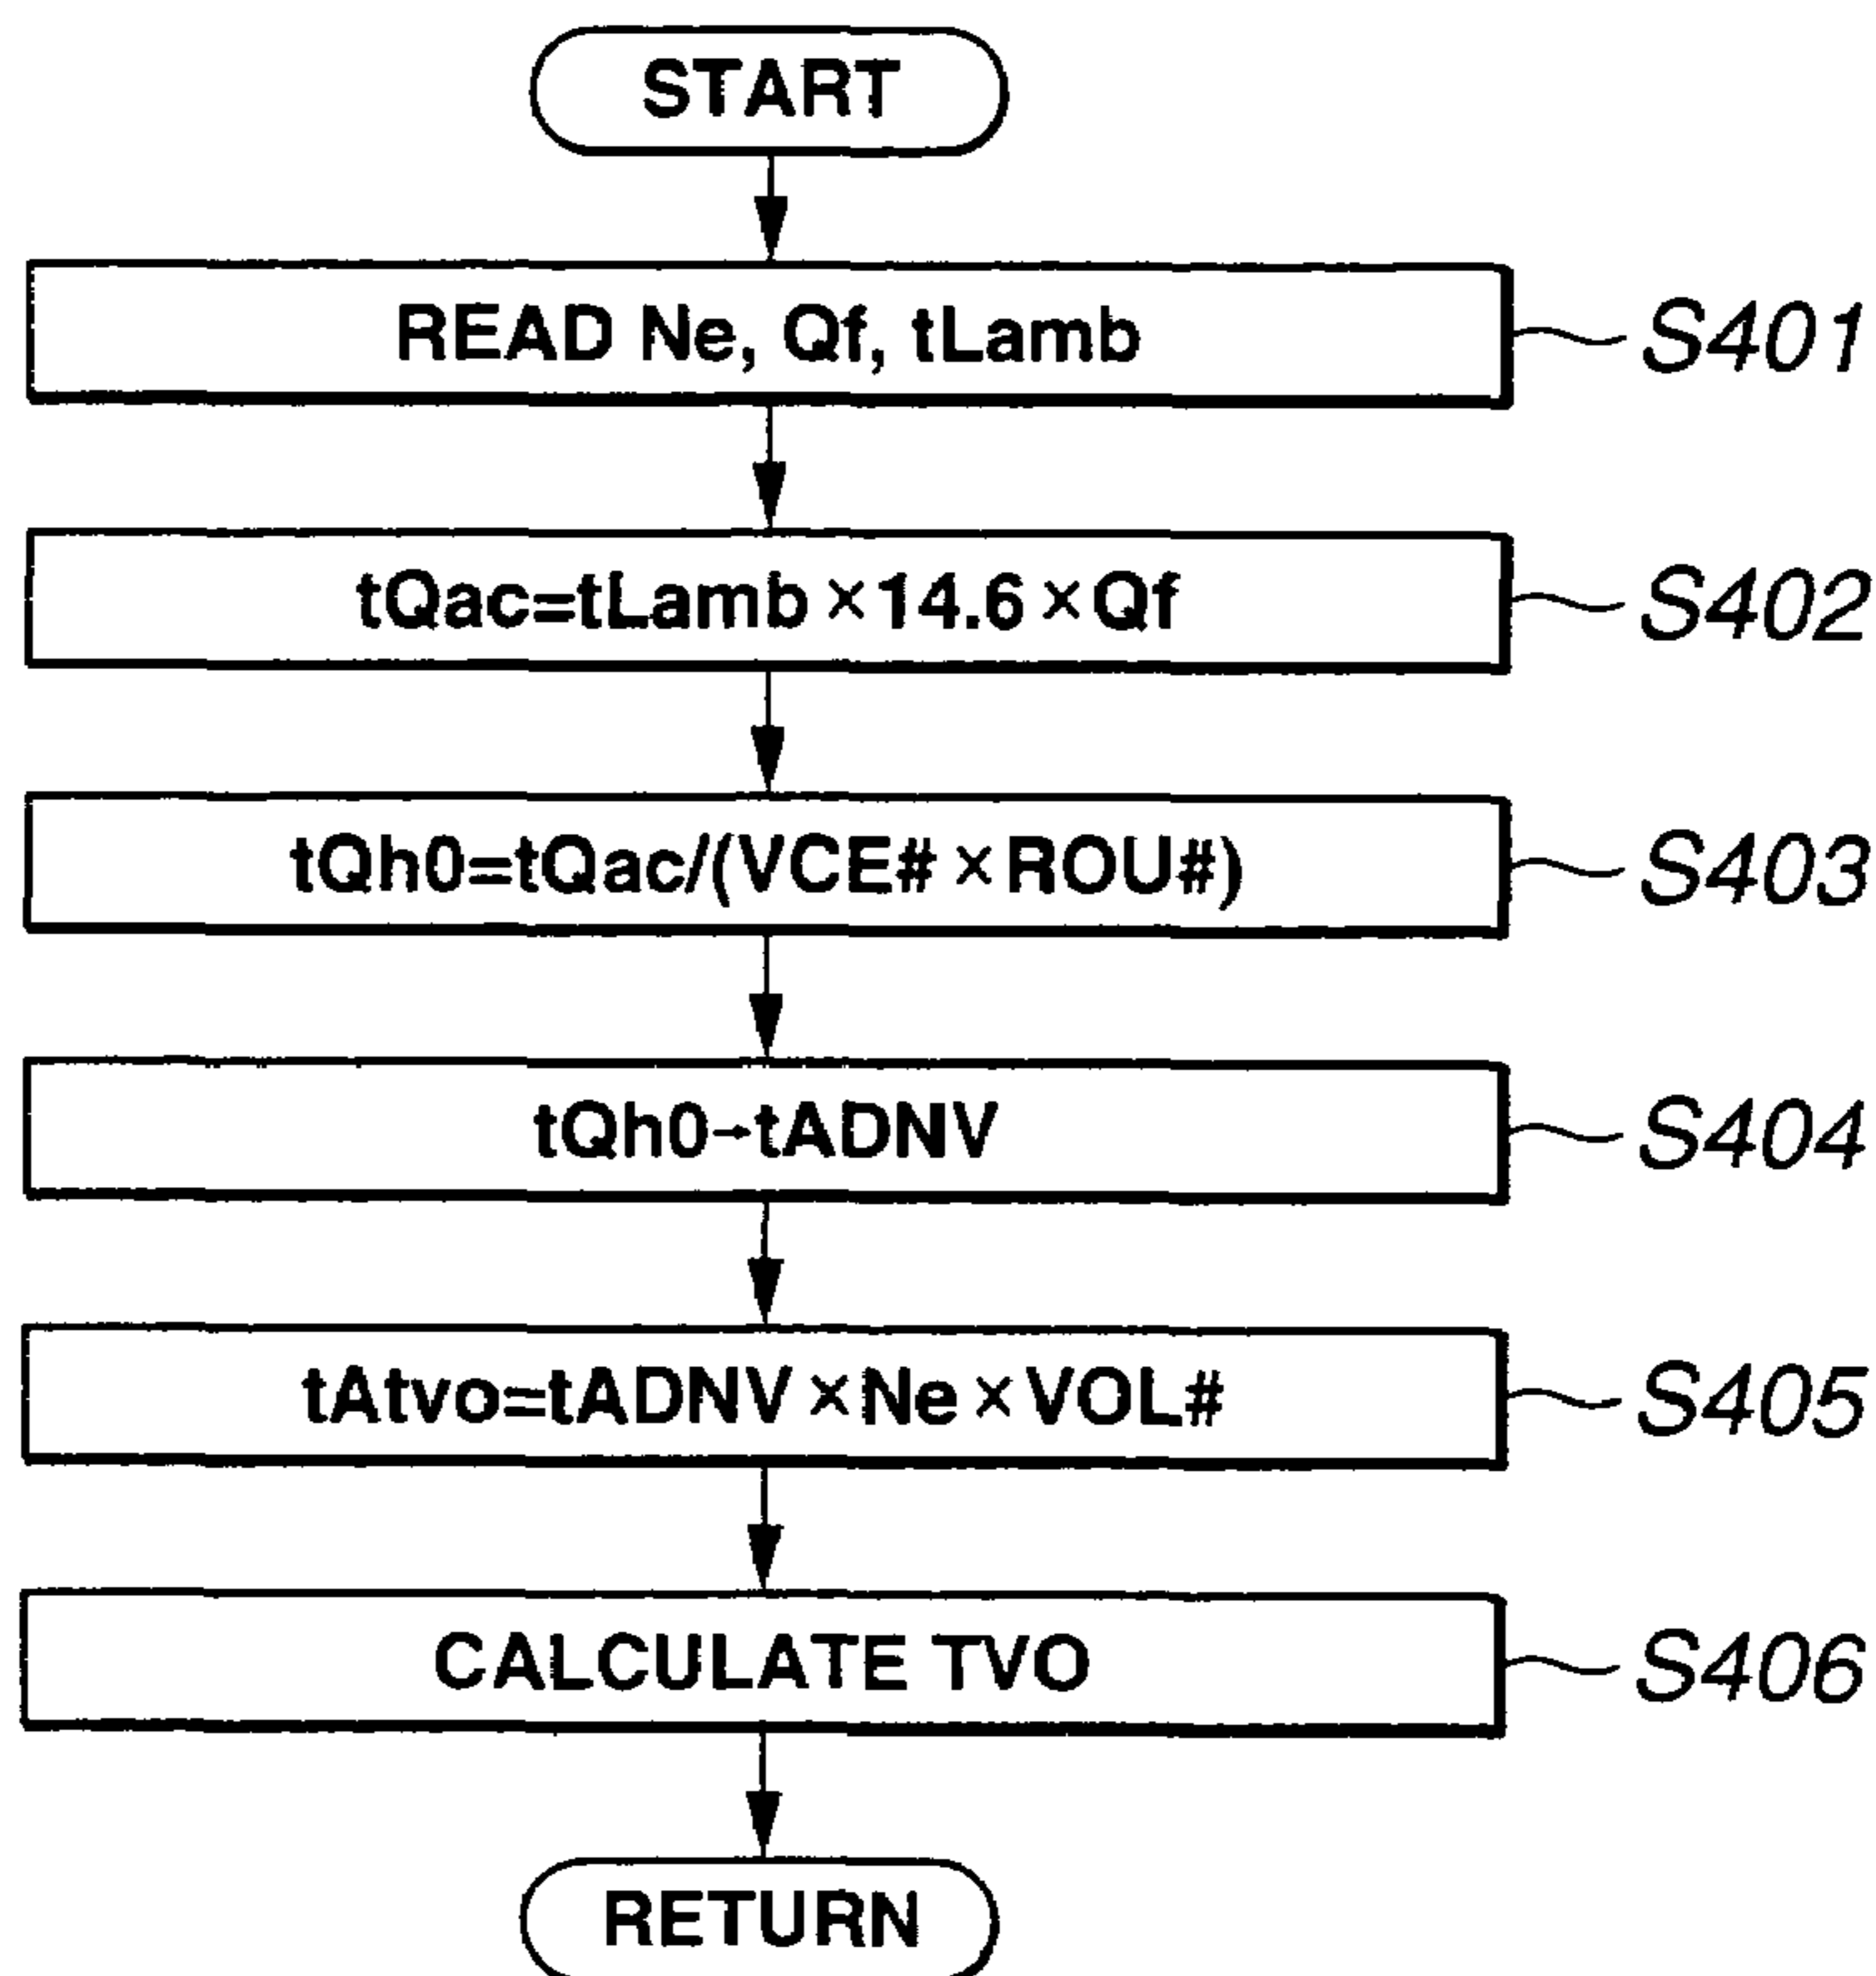 START
READ Ne, Qf, tLamb
S401
tQac=tLamb×14.6×Qf
S402
tQh0=tQac/(VCE#×ROU#)
S403
tQh0→tADNV
S404
tAtvo=tADNV×Ne×VOL#
S405
CALCULATE TVO
S406
RETURN